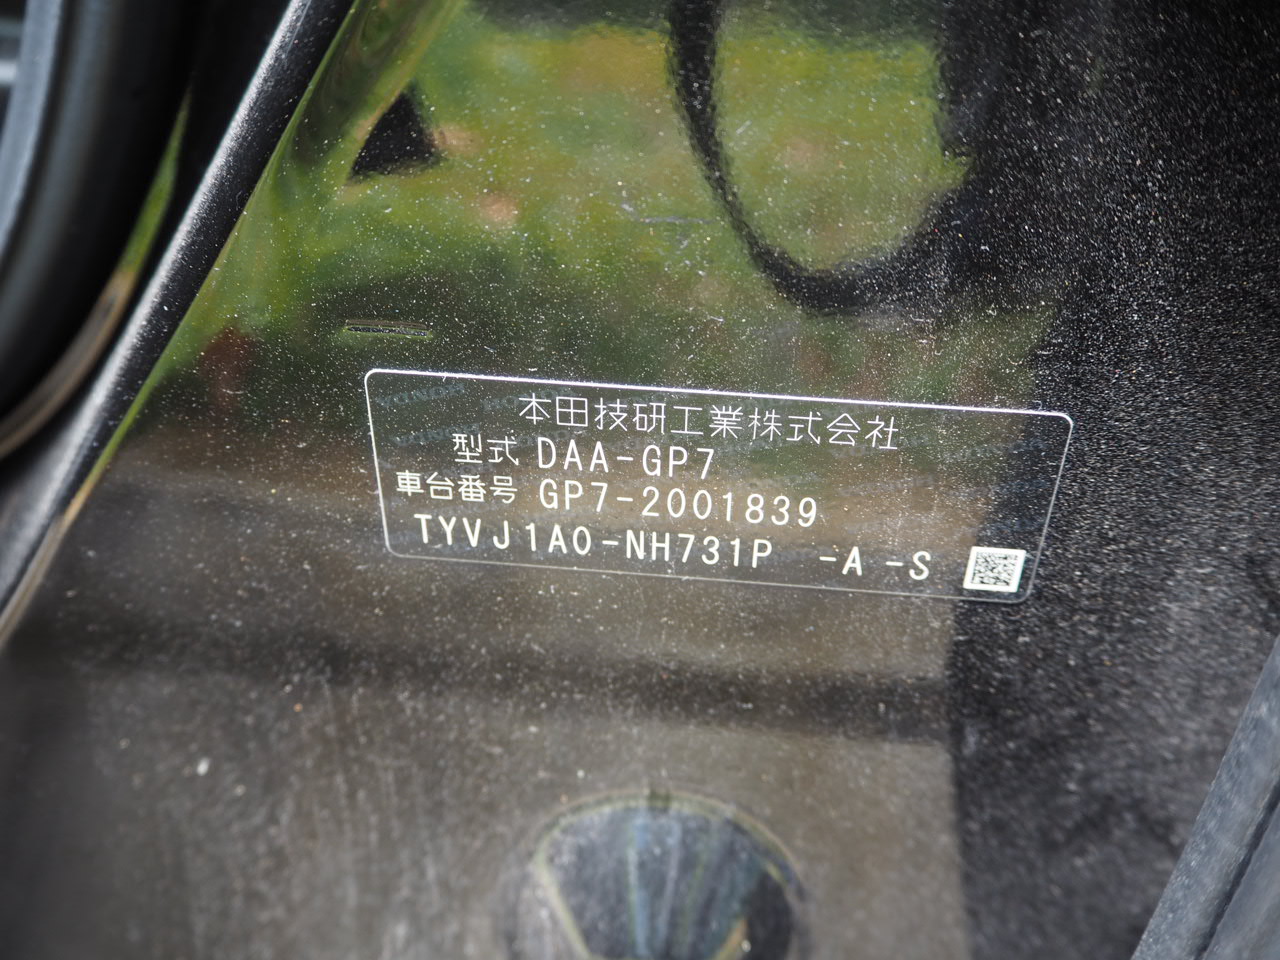 本田技研工業株式会社
型式 DAA-GP7
車台番号 GP7-2001839
TYVJ1A0-NH731P -A -S